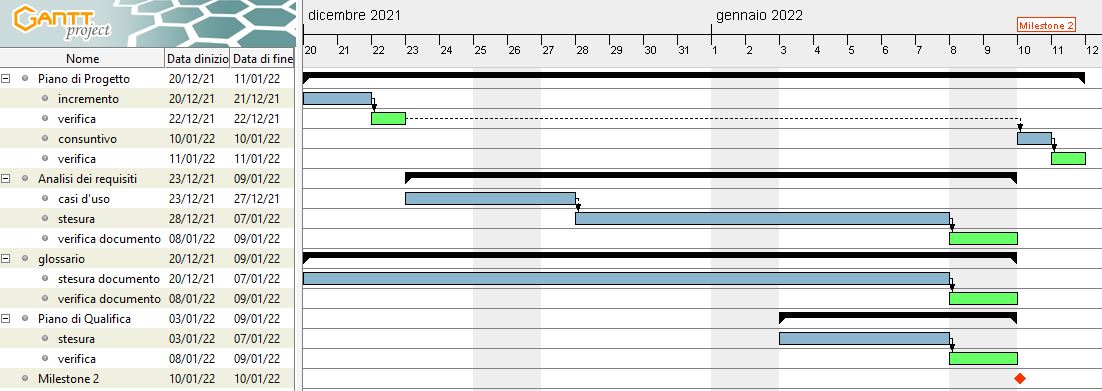 GANTT project
dicembre 2021 gennaio 2022
Milestone 2
20 21 22 23 24 25 26 27 28 29 30 31 1 2 3 4 5 6 7 8 9 10 11 12
Nome Data dinizio Data di fine
Piano di Progetto 20/12/21 11/01/22
incremento 20/12/21 21/12/21
verifica 22/12/21 22/12/21
consuntivo 10/01/22 10/01/22
verifica 11/01/22 11/01/22
Analisi dei requisiti 23/12/21 09/01/22
casi d'uso 23/12/21 27/12/21
stesura 28/12/21 07/01/22
verifica documento 08/01/22 09/01/22
glossario 20/12/21 09/01/22
stesura documento 20/12/21 07/01/22
verifica documento 08/01/22 09/01/22
Piano di Qualifica 03/01/22 09/01/22
stesura 03/01/22 07/01/22
verifica 08/01/22 09/01/22
Milestone 2 10/01/22 10/01/22